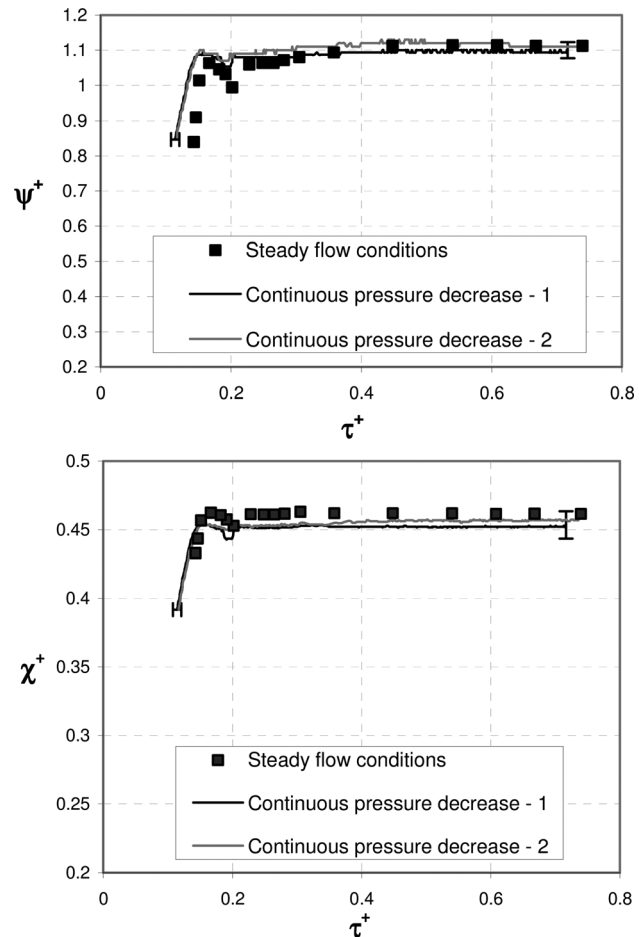 1.2
1.1
1
0.9
0.8
0.7
ψ+
0.6
Steady flow conditions
0.5
0.4
Continuous pressure decrease - 1
0.3
Continuous pressure decrease - 2
0.2
0 0.2 0.4 0.6 0.8
τ+
0.5
0.45
0.4
0.35
χ+
0.3
Steady flow conditions
0.25
Continuous pressure decrease - 1
Continuous pressure decrease - 2
0.2
0 0.2 0.4 0.6 0.8
τ+